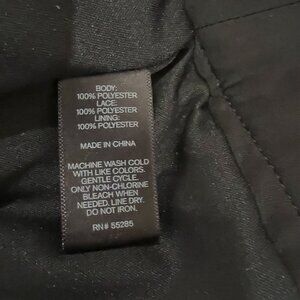 BODY:
100% POLYESTER
LACE:
100% POLYESTER
LINING:
100% POLYESTER
MADE IN CHINA
MACHINE WASH COLD
WITH LIKE COLORS.
GENTLE CYCLE.
ONLY NON-CHLORINE
BLEACH WHEN
NEEDED. LINE DRY.
DO NOT IRON.
RN# 55285